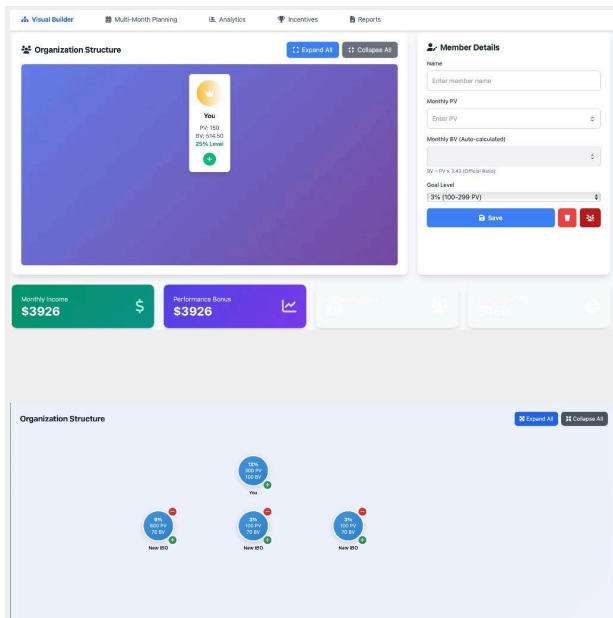 Visual Builder
Multi-Month Planning
Analytics
Incentives
Reports
Organization Structure
Expand All
Collapse All
You
PV: 150
BV: 514.50
25% Level
Member Details
Name
Enter member name
Monthly PV
Enter PV
Monthly BV (Auto-calculated)
BV = PV x 3.43 (Official Ratio)
Goal Level
3% (100-299 PV)
Save
Monthly Income
$3926
Performance Bonus
$3926
Organization Structure
Expand All
Collapse All
12%
300 PV
100 BV
You
9%
600 PV
70 BV
New IBO
3%
100 PV
70 BV
New IBO
3%
100 PV
70 BV
New IBO